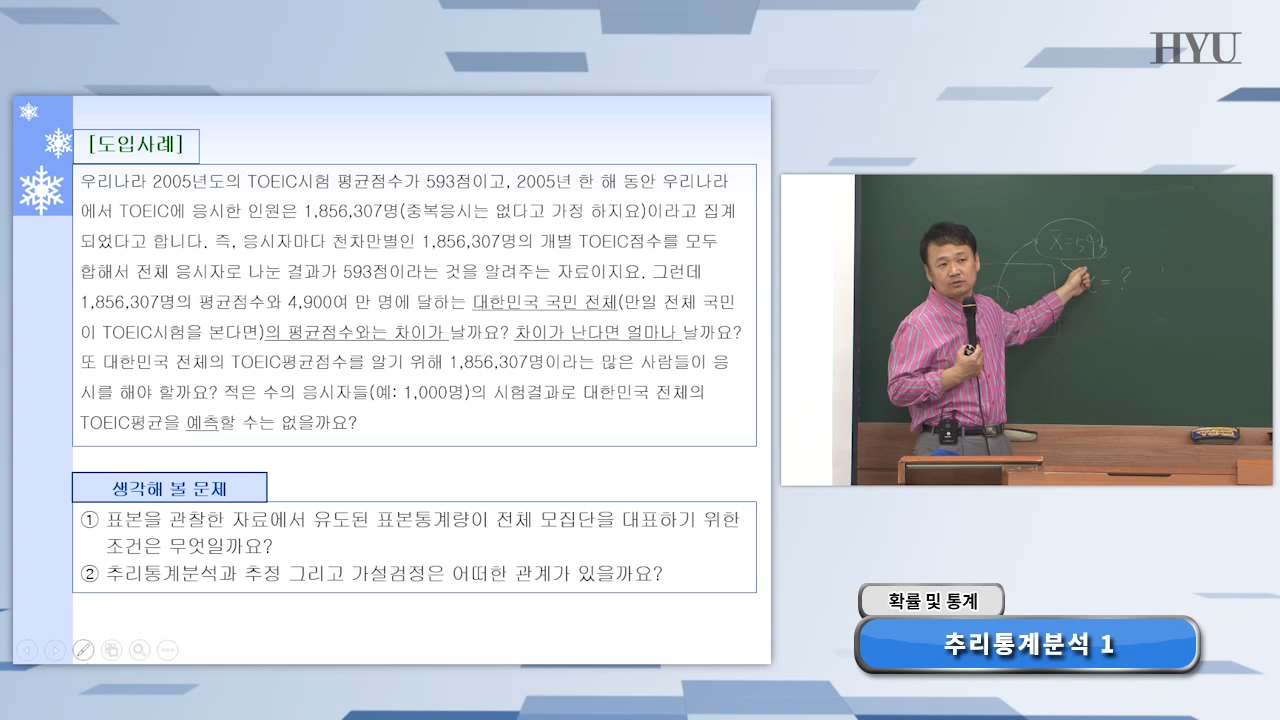 HYU
[도입사례]
우리나라 2005년도의 TOEIC시험 평균점수가 593점이고, 2005년 한 해 동안 우리나라
에서 TOEIC에 응시한 인원은 1,856,307명(중복응시는 없다고 가정 하지요)이라고 집계
되었다고 합니다. 즉, 응시자마다 천차만별인 1,856,307명의 개별 TOEIC점수를 모두
합해서 전체 응시자로 나눈 결과가 593점이라는 것을 알려주는 자료이지요. 그런데
1,856,307명의 평균점수와 4,900여 만 명에 달하는 대한민국 국민 전체(만일 전체 국민
이 TOEIC시험을 본다면)의 평균점수와는 차이가 날까요? 차이가 난다면 얼마나 날까요?
또 대한민국 전체의 TOEIC평균점수를 알기 위해 1,856,307명이라는 많은 사람들이 응
시를 해야 할까요? 적은 수의 응시자들(예: 1,000명)의 시험결과로 대한민국 전체의
TOEIC평균을 예측할 수는 없을까요?
생각해 볼 문제
① 표본을 관찰한 자료에서 유도된 표본통계량이 전체 모집단을 대표하기 위한
조건은 무엇일까요?
② 추리통계분석과 추정 그리고 가설검정은 어떠한 관계가 있을까요?
X̄=593
= ?
확률 및 통계
추리통계분석 1